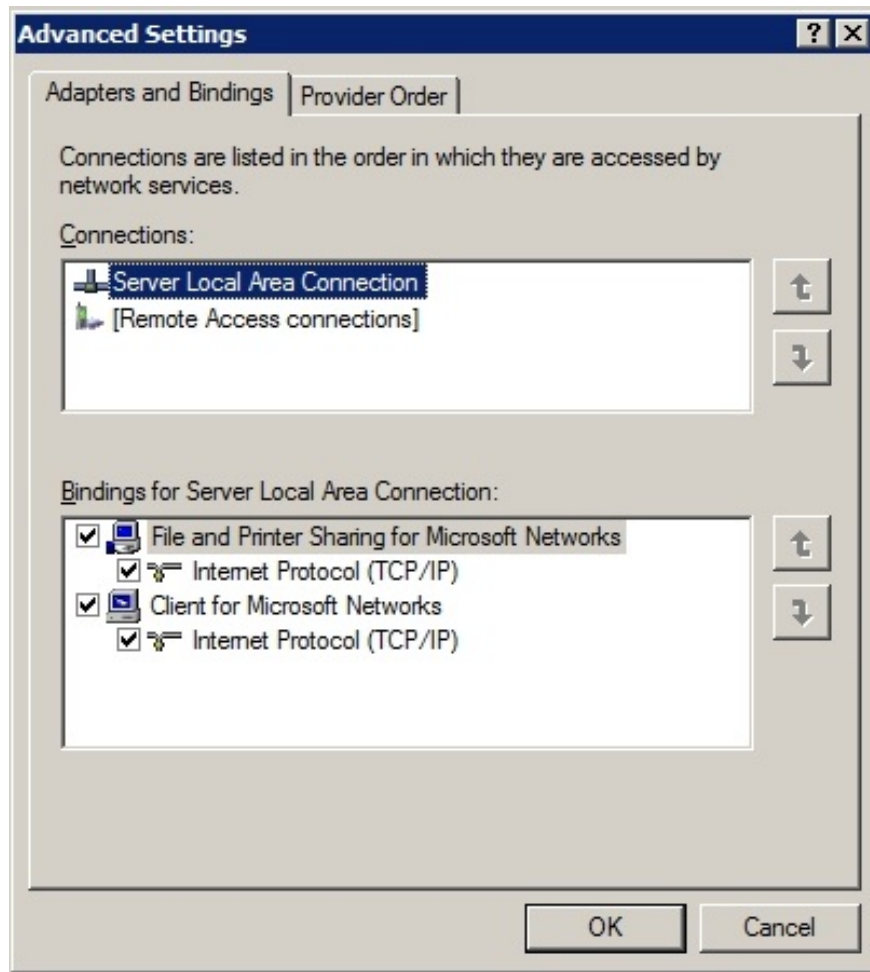 Advanced Settings
Adapters and Bindings
Provider Order
Connections are listed in the order in which they are accessed by
network services.
Connections:
Server Local Area Connection
[Remote Access connections]
Bindings for Server Local Area Connection:
File and Printer Sharing for Microsoft Networks
Internet Protocol (TCP/IP)
Client for Microsoft Networks
Internet Protocol (TCP/IP)
OK
Cancel